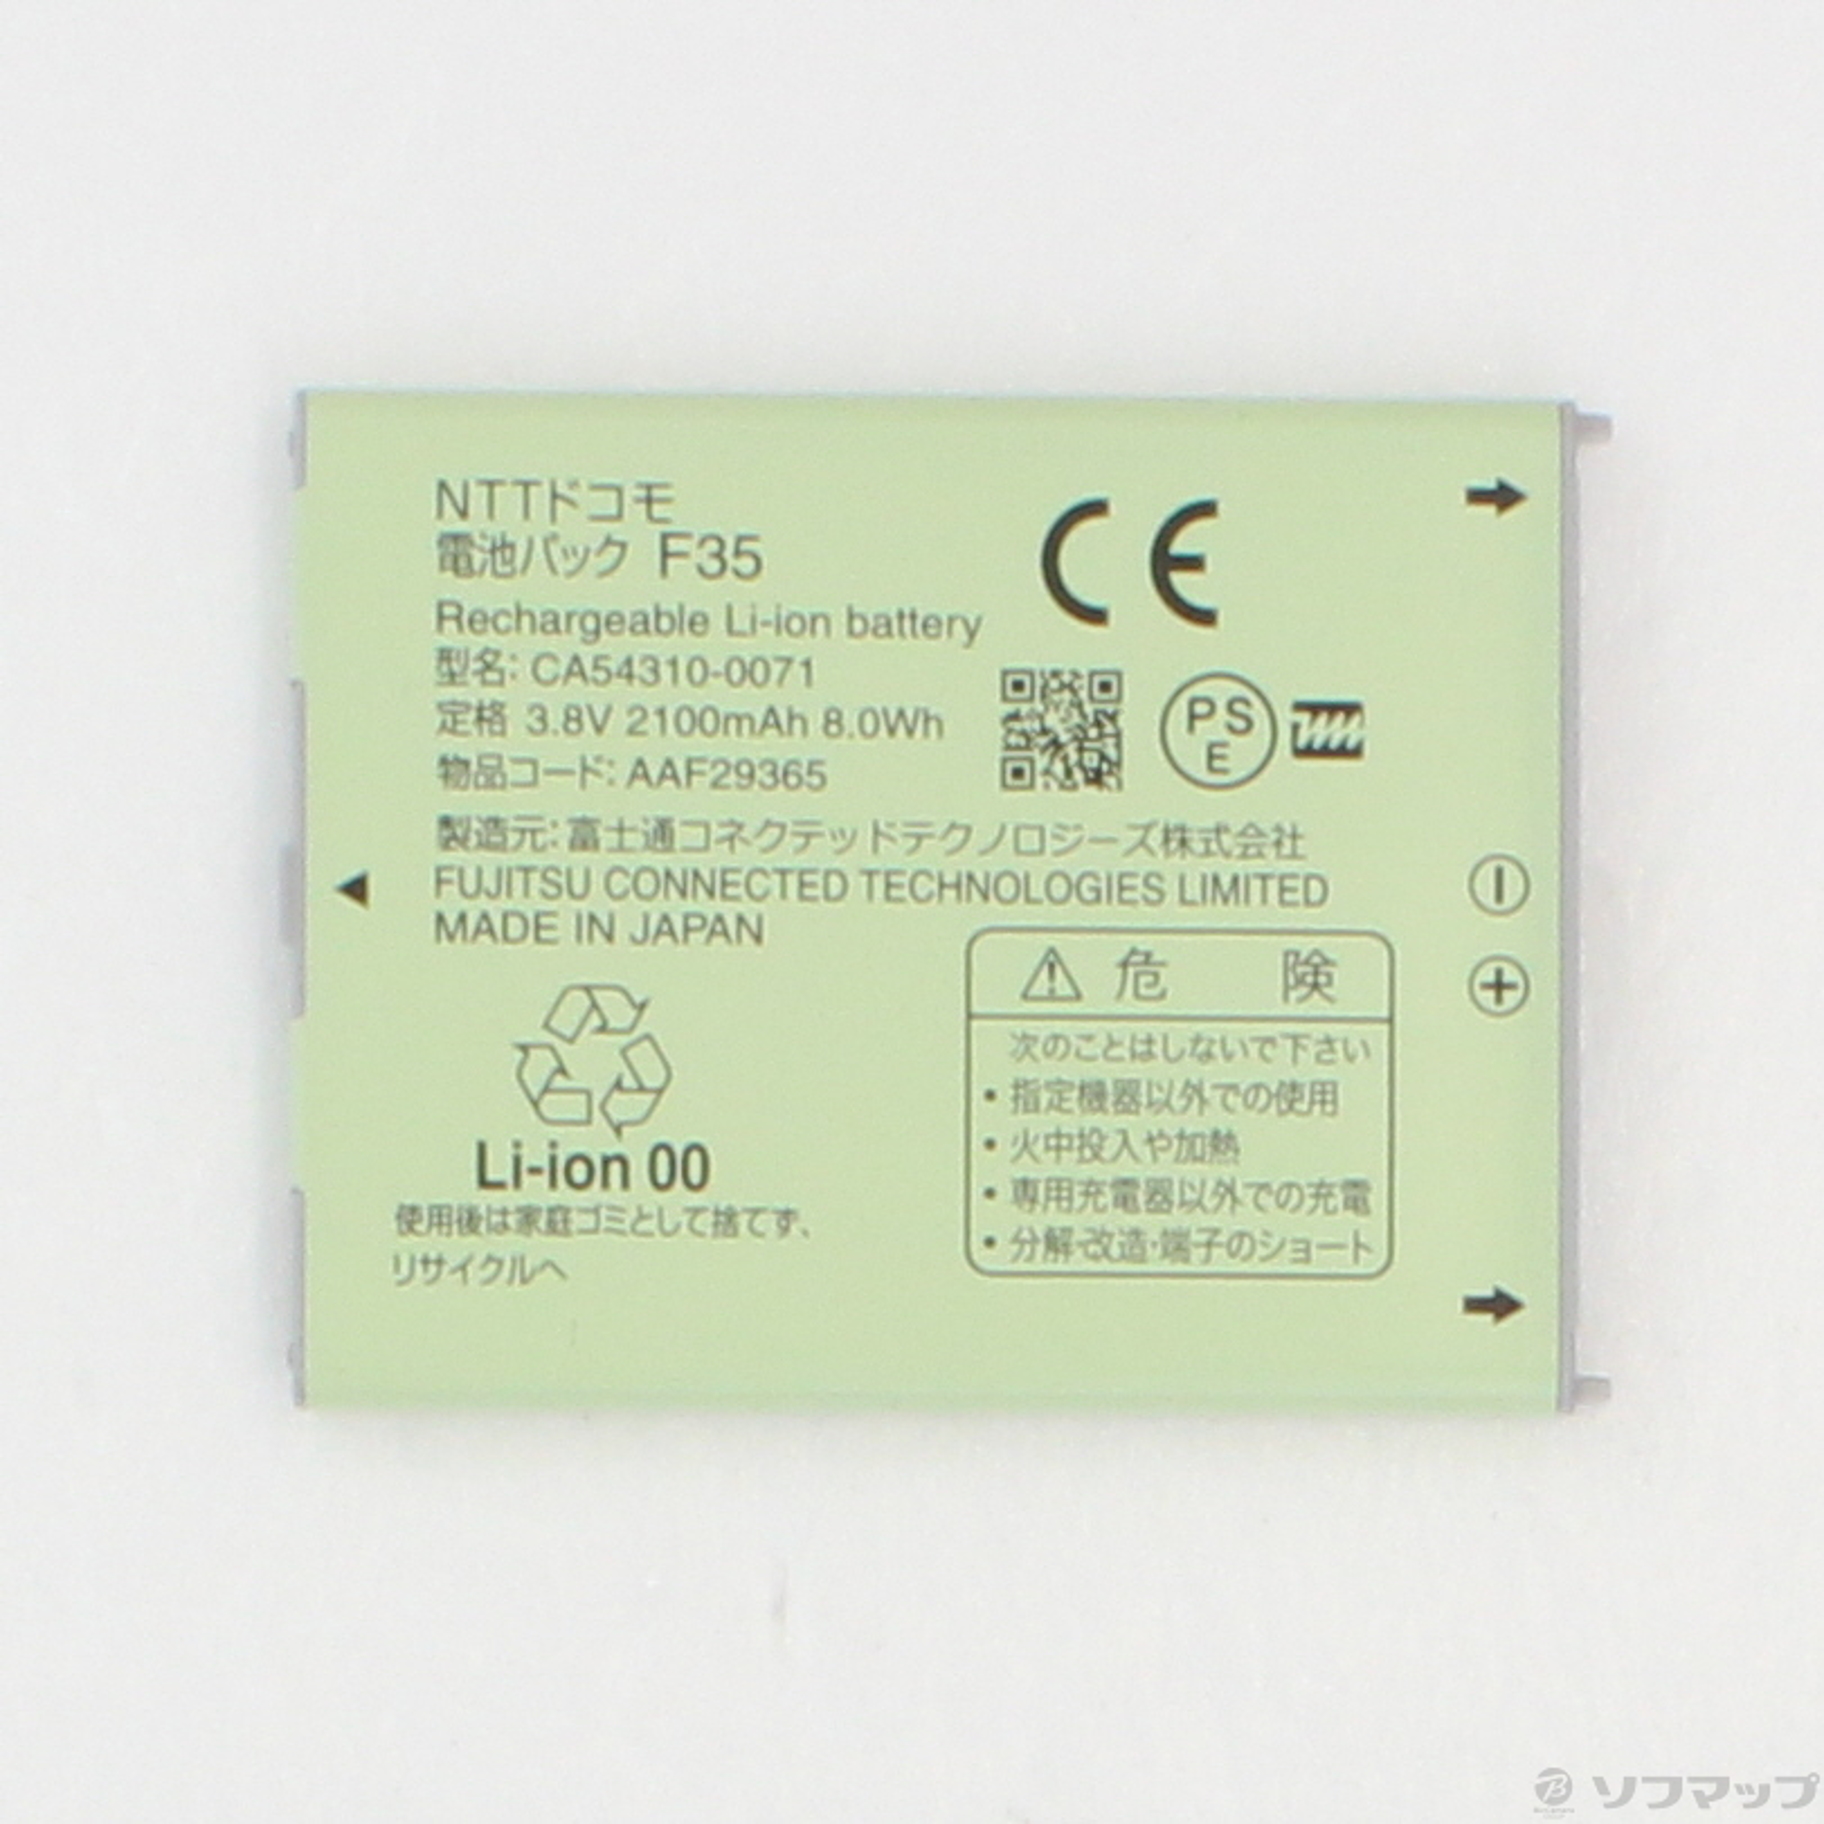 NTTドコモ
電池パック F35
Rechargeable Li-ion battery
型名: CA54310-0071
定格 3.8V 2100mAh 8.0Wh
物品コード: AAF29365
製造元: 富士通コネクテッドテクノロジーズ株式会社
FUJITSU CONNECTED TECHNOLOGIES LIMITED
MADE IN JAPAN
CE
PS
E
Li-ion 00
使用後は家庭ゴミとして捨てず、
リサイクルへ
危 険
次のことはしないで下さい
・指定機器以外での使用
・火中投入や加熱
・専用充電器以外での充電
・分解・改造・端子のショート
ソフマップ